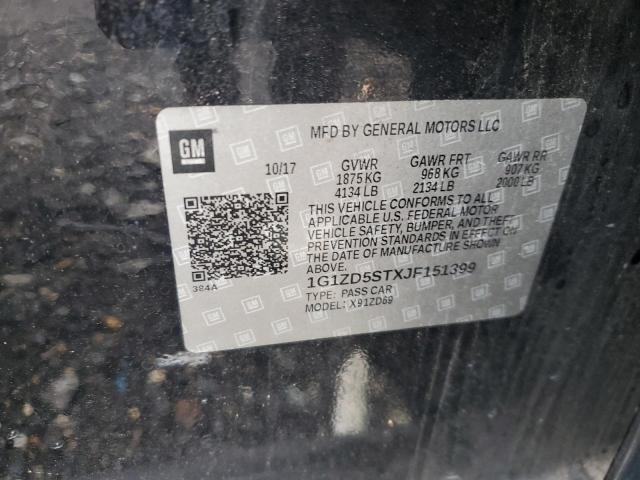 MFD BY GENERAL MOTORS LLC
GM
10/17 GVWR GAWR FRT GAWR RR
1875 KG 968 KG 907 KG
4134 LB 2134 LB 2000 LB
THIS VEHICLE CONFORMS TO ALL
APPLICABLE U.S. FEDERAL MOTOR
VEHICLE SAFETY, BUMPER, AND THEFT
PREVENTION STANDARDS IN EFFECT ON
THE DATE OF MANUFACTURE SHOWN
ABOVE.
384A
1G1ZD5STXJF151399
TYPE: PASS CAR
MODEL: X91ZD69